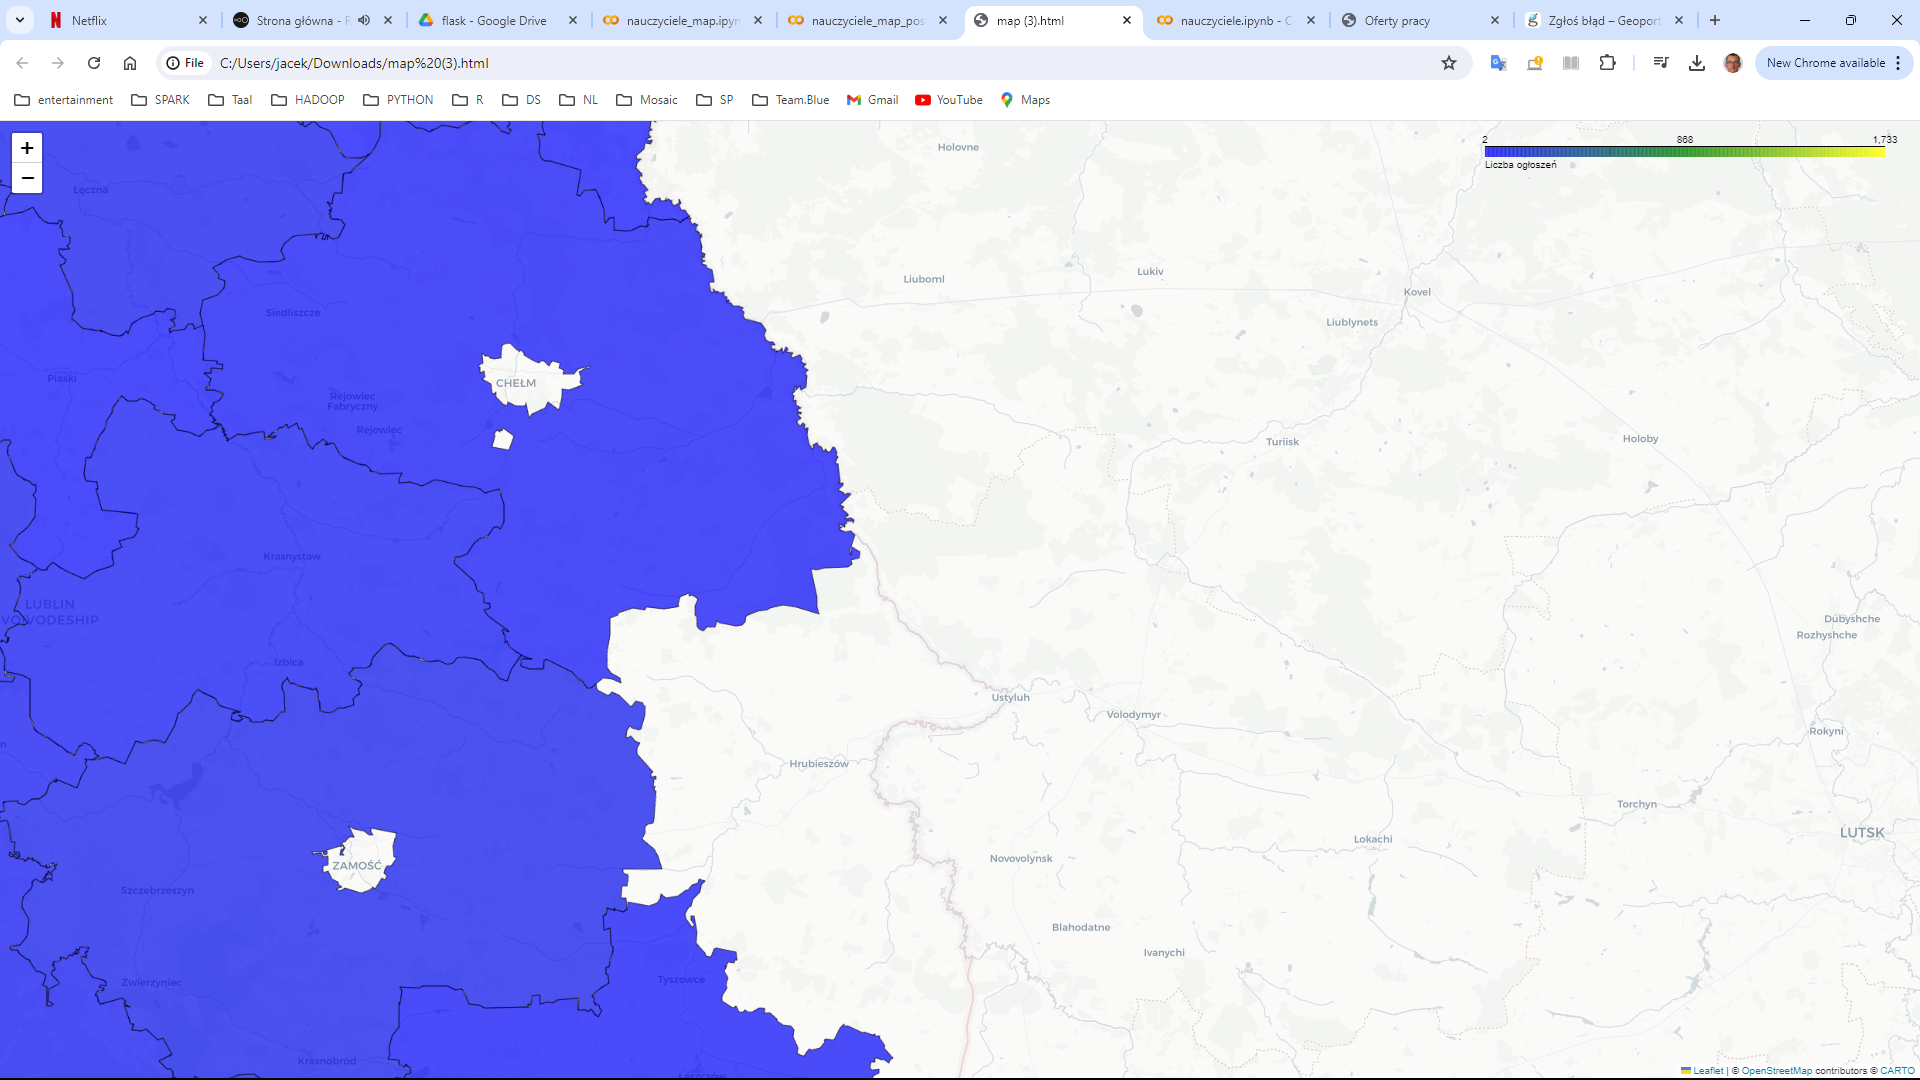 Netflix
Strona główna - R
flask - Google Drive
nauczyciele_map.ipyn
nauczyciele_map_pos
map (3).html
nauczyciele.ipynb - C
Oferty pracy
Zgłoś błąd – Geoport
File
C:/Users/jacek/Downloads/map%20(3).html
New Chrome available
entertainment
SPARK
Taal
HADOOP
PYTHON
R
DS
NL
Mosaic
SP
Team.Blue
Gmail
YouTube
Maps
+
−
2
868
1,733
Liczba ogłoszeń
Holovne
Łęczna
Lukiv
Liuboml
Kovel
Siedliszcze
Liublynets
Piaski
CHEŁM
Rejowiec
Fabryczny
Rejowiec
Holoby
Turiisk
Krasnystaw
LUBLIN
VOIVODESHIP
Dubyshche
Rozhyshche
Izbica
Ustyluh
Volodymyr
Rokyni
Hrubieszów
Torchyn
LUTSK
Lokachi
Novovolynsk
ZAMOŚĆ
Szczebrzeszyn
Blahodatne
Ivanychi
Tyszowce
Zwierzyniec
Krasnobród
Łaszczów
Leaflet | © OpenStreetMap contributors © CARTO